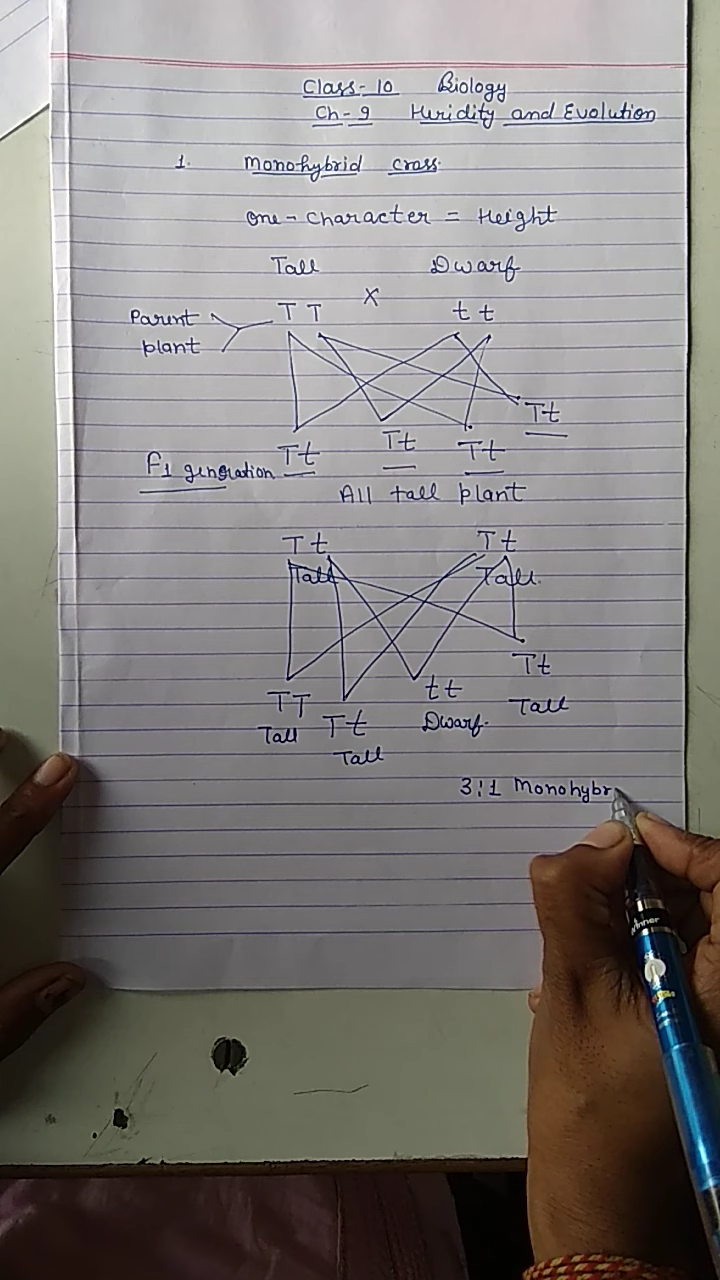 Class-10 Biology
Ch-9 Heridity and Evolution
1. Monohybrid cross.
One-character = Height
Tall Dwarf
Parent plant
TT X tt
Tt Tt Tt Tt
F1 generation
All tall plant
Tt Tt
Tall Tall.
TT Tt tt Tt
Tall Tall Dwarf. Tall
3:1 Monohybr
Winner